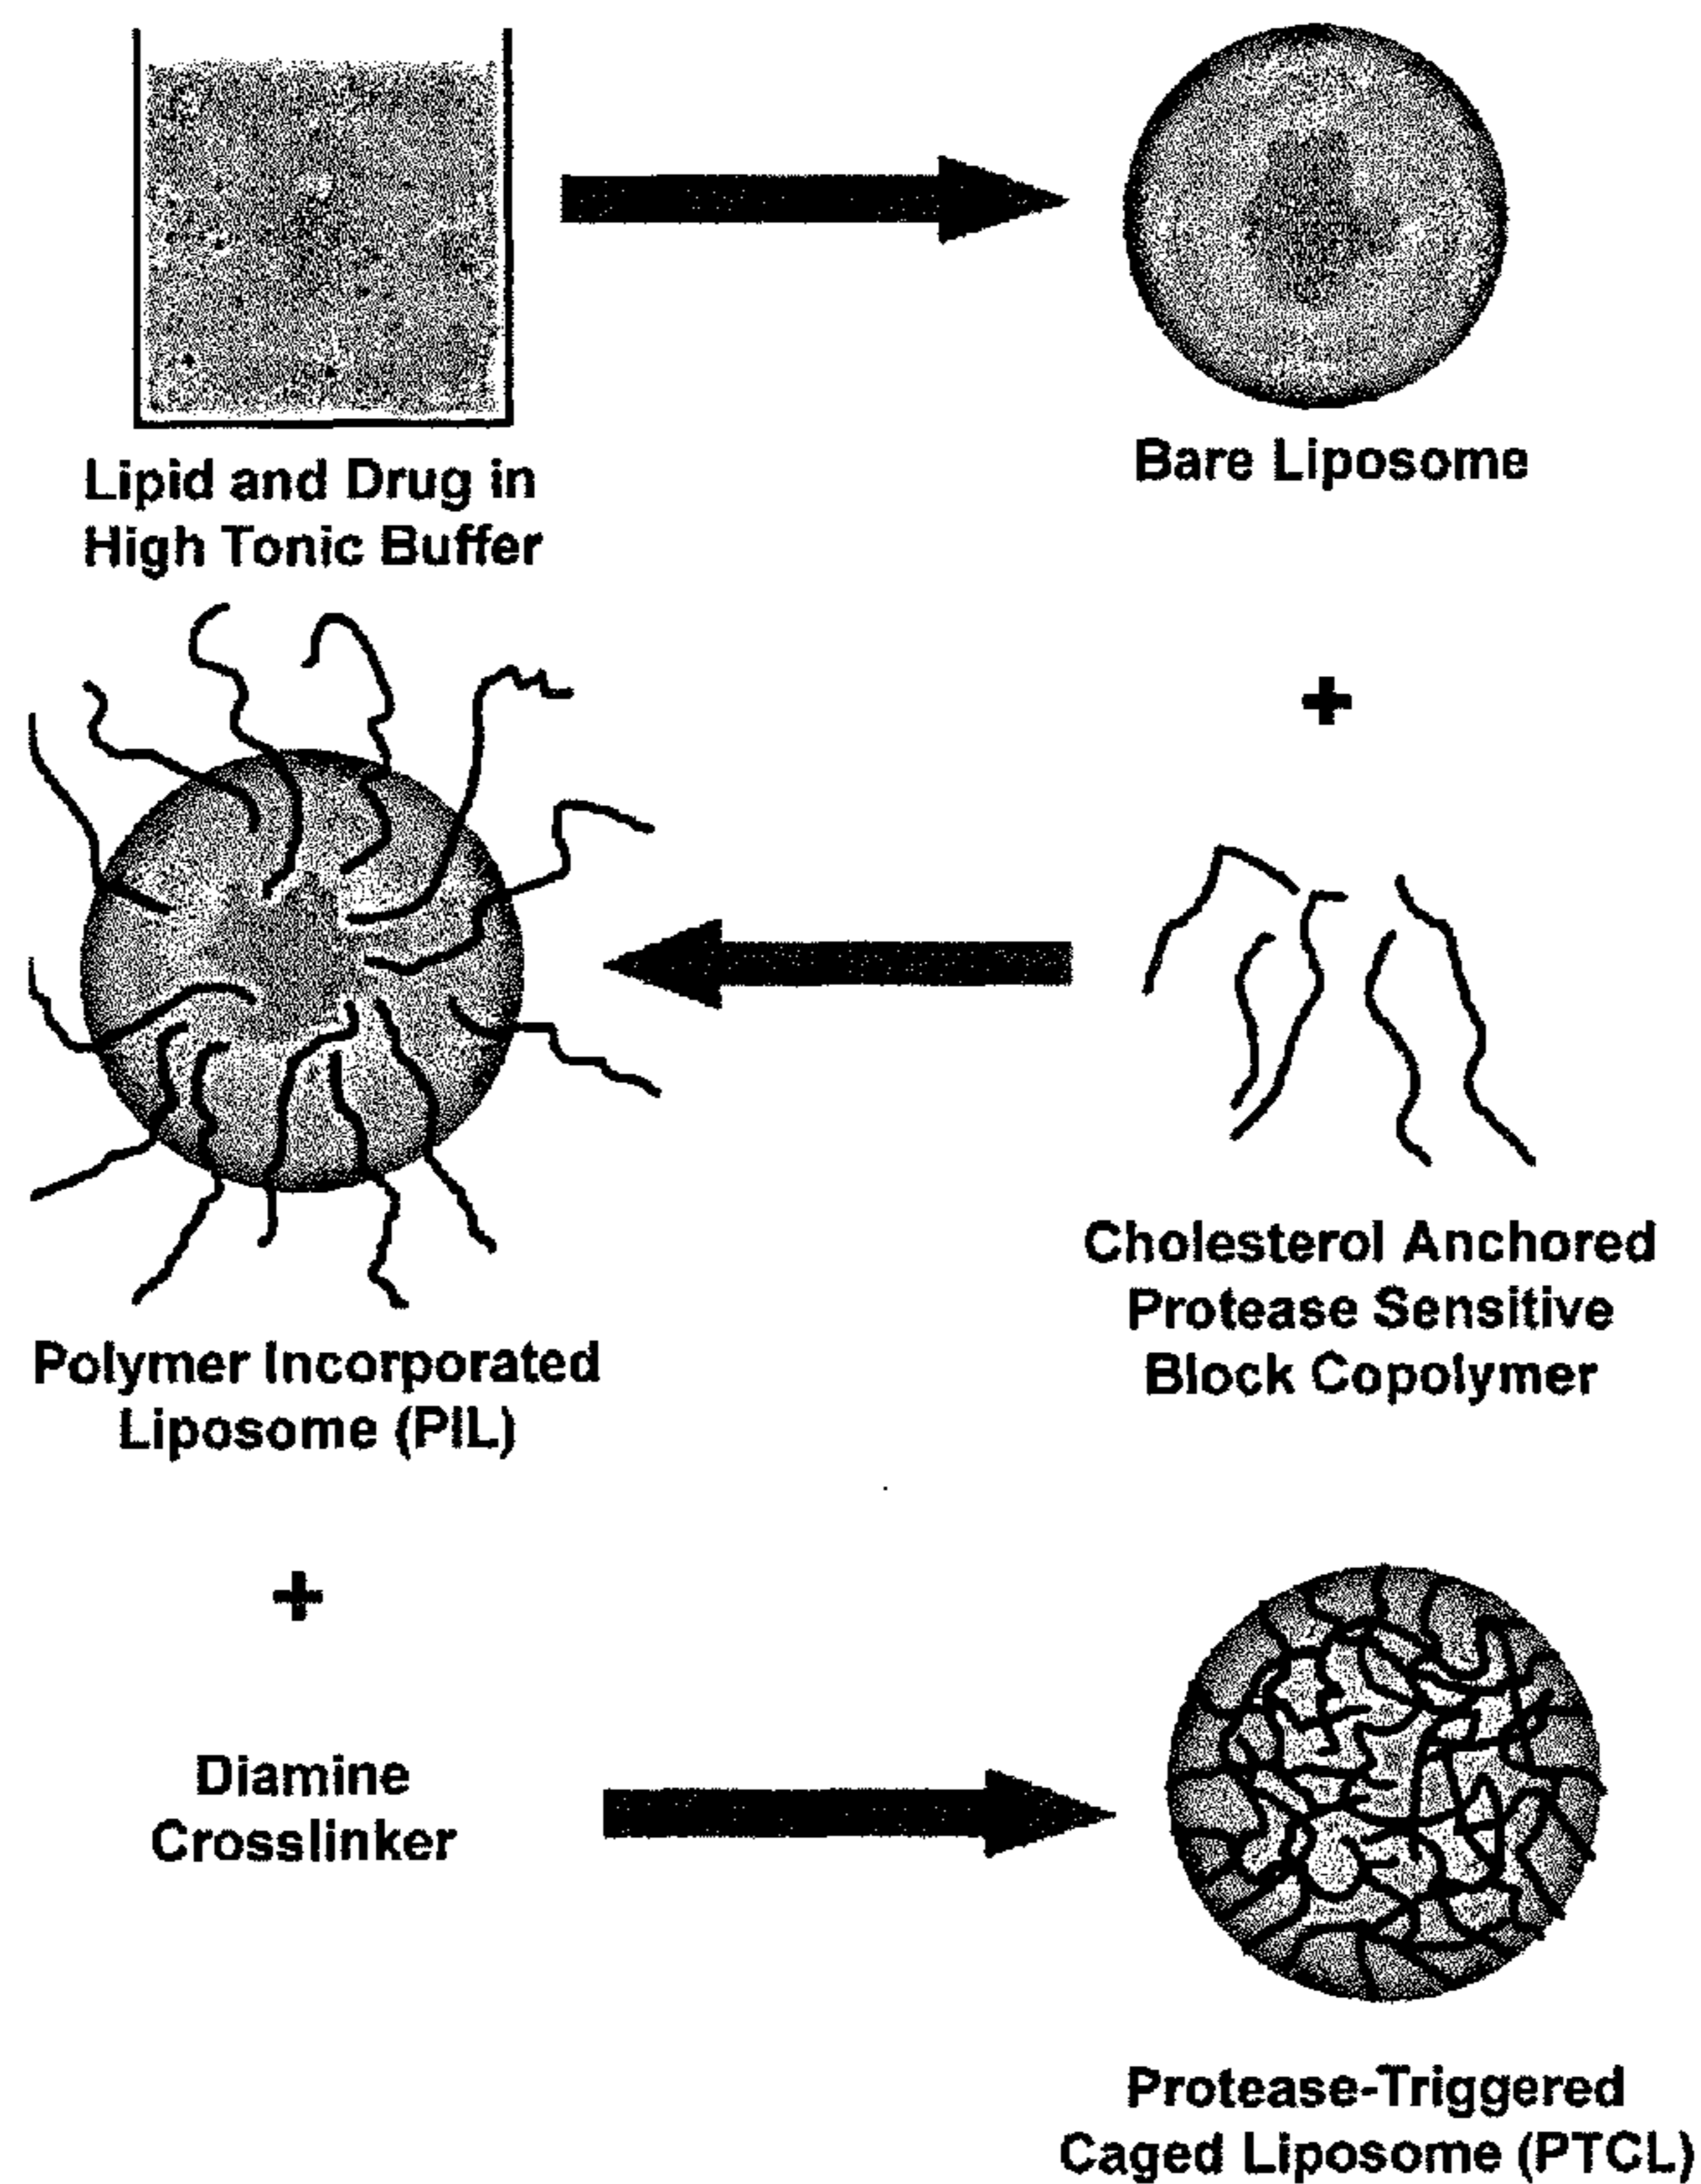 Lipid and Drug in
High Tonic Buffer
Bare Liposome
+
Cholesterol Anchored
Protease Sensitive
Block Copolymer
Polymer Incorporated
Liposome (PIL)
+
Diamine
Crosslinker
Protease-Triggered
Caged Liposome (PTCL)